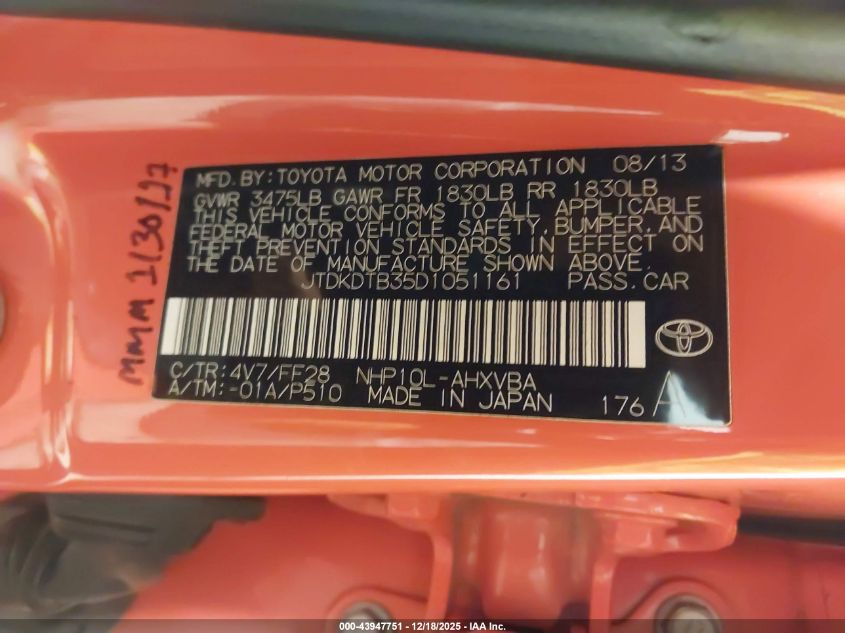 MFD. BY: TOYOTA MOTOR CORPORATION 08/13
GVWR 3475LB GAWR FR 1830LB RR 1830LB
THIS VEHICLE CONFORMS TO ALL APPLICABLE
FEDERAL MOTOR VEHICLE SAFETY, BUMPER, AND
THEFT PREVENTION STANDARDS IN EFFECT ON
THE DATE OF MANUFACTURE SHOWN ABOVE.
JTDKDTB35D1051161 PASS. CAR
C/TR: 4V7/FF28 NHP10L-AHXVBA
A/TM: -01A/P510 MADE IN JAPAN 176 A
MMM 1/30/27
000-43947751 - 12/18/2025 - IAA Inc.